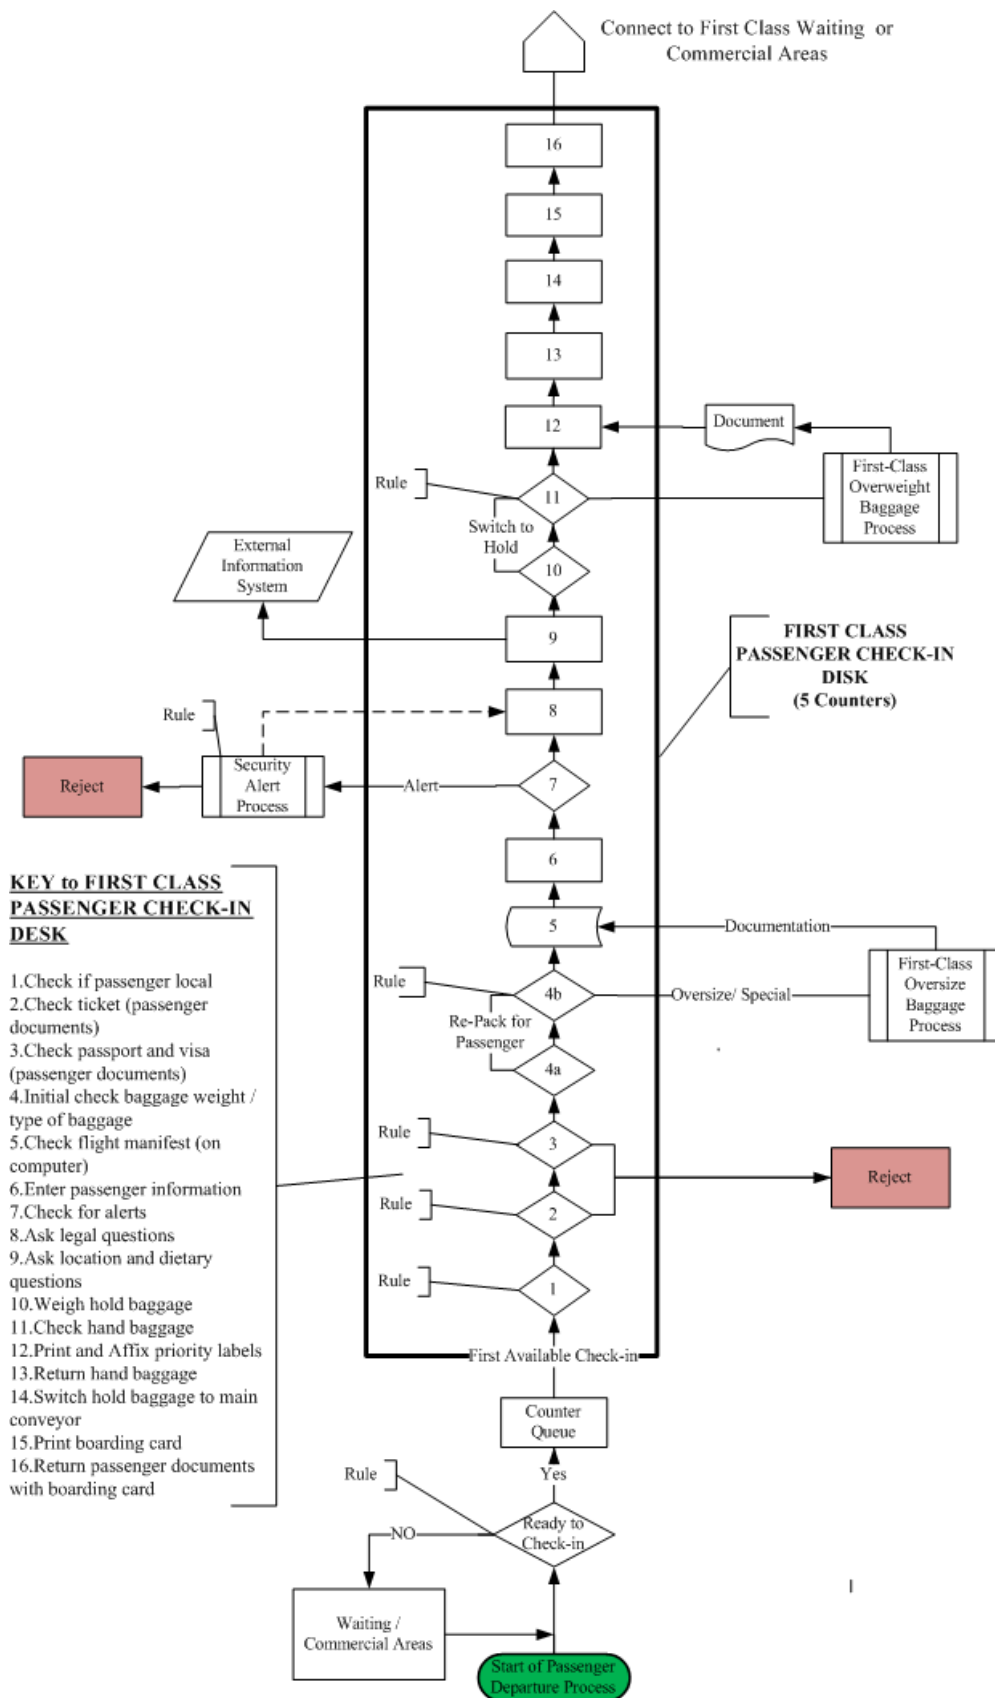 Connect to First Class Waiting or
Commercial Areas
16
15
14
13
12
Document
First-Class
Overweight
Baggage
Process
Rule
11
Switch to
Hold
10
External
Information
System
9
FIRST CLASS
PASSENGER CHECK-IN
DISK
(5 Counters)
Rule
8
Security
Alert
Process
Reject
Alert
7
6
KEY to FIRST CLASS
PASSENGER CHECK-IN
DESK
1.Check if passenger local
2.Check ticket (passenger
documents)
3.Check passport and visa
(passenger documents)
4.Initial check baggage weight /
type of baggage
5.Check flight manifest (on
computer)
6.Enter passenger information
7.Check for alerts
8.Ask legal questions
9.Ask location and dietary
questions
10.Weigh hold baggage
11.Check hand baggage
12.Print and Affix priority labels
13.Return hand baggage
14.Switch hold baggage to main
conveyor
15.Print boarding card
16.Return passenger documents
with boarding card
5
Documentation
First-Class
Oversize
Baggage
Process
Rule
4b
Oversize/ Special
Re-Pack for
Passenger
4a
Rule
3
Reject
Rule
2
Rule
1
First Available Check-in
Counter
Queue
Yes
Rule
Ready to
Check-in
NO
Waiting /
Commercial Areas
Start of Passenger
Departure Process